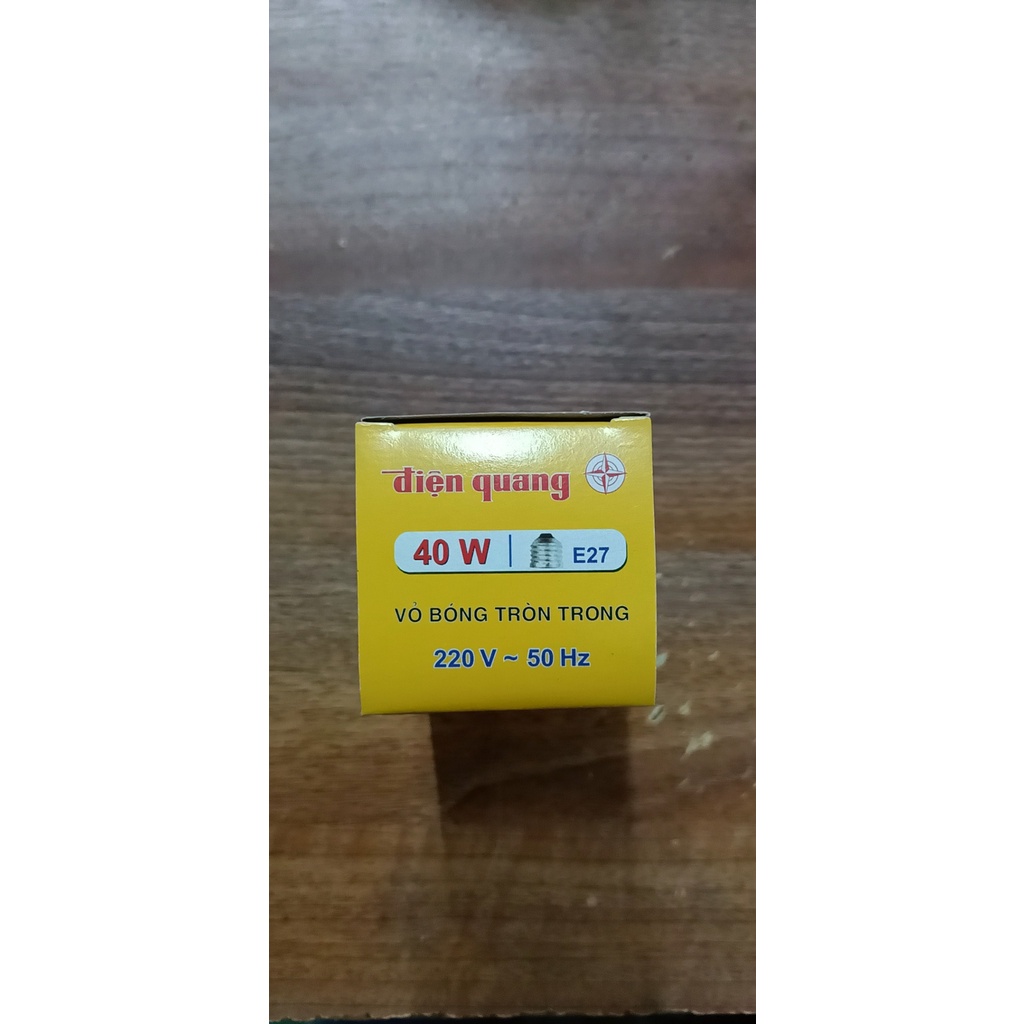 điện quang
40 W | E27
VỎ BÓNG TRÒN TRONG
220 V ~ 50 Hz